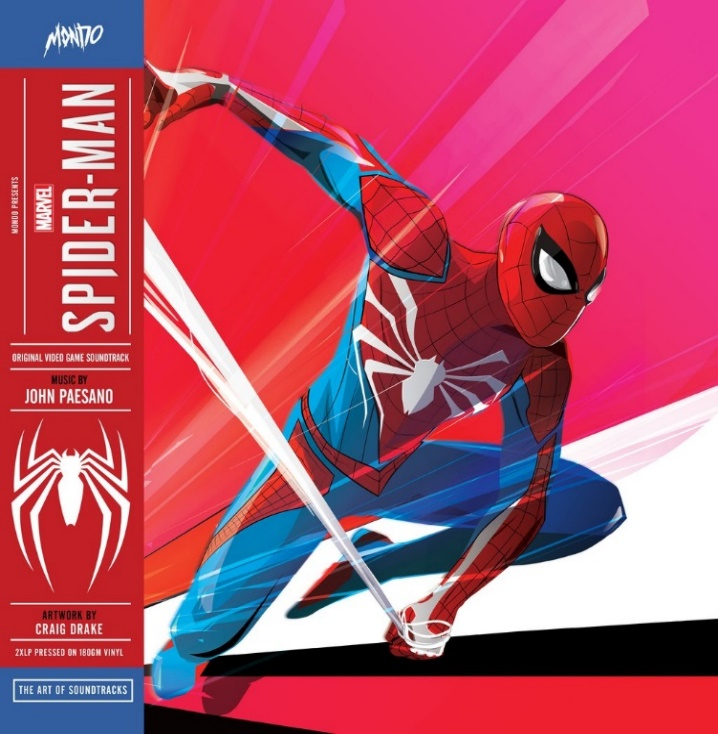 MONDO
MONDO PRESENTS
MARVEL
SPIDER-MAN
ORIGINAL VIDEO GAME SOUNDTRACK
MUSIC BY
JOHN PAESANO
ARTWORK BY
CRAIG DRAKE
2XLP PRESSED ON 180GM VINYL
THE ART OF SOUNDTRACKS